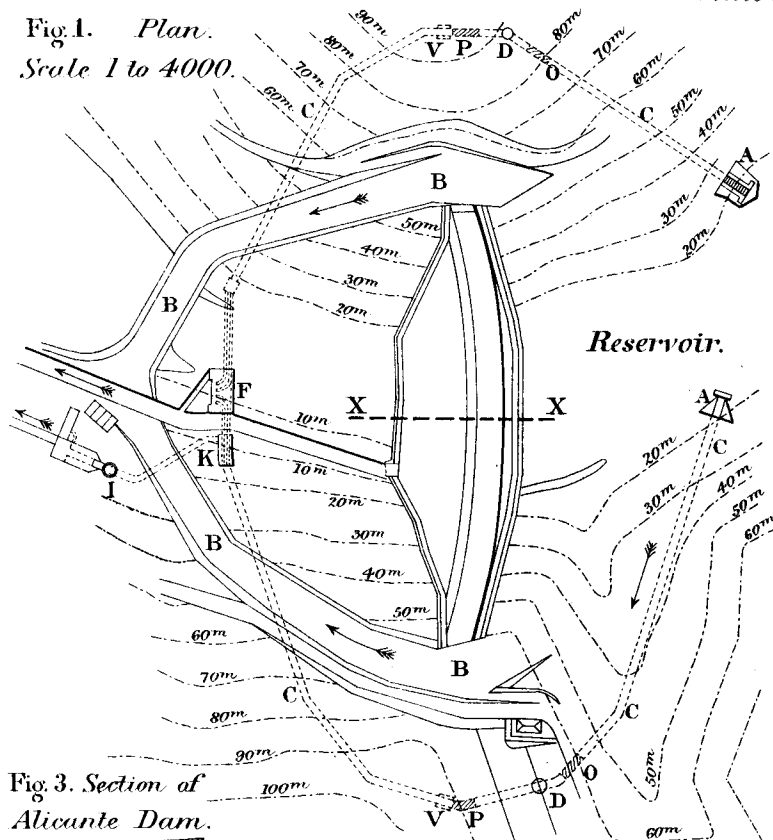 Fig. 1. Plan.
Scale 1 to 4000.
90m
80m
70m
60m
V P D
O
80m
70m
60m
50m
40m
30m
20m
C
C
A
B
50m
40m
30m
20m
B
Reservoir.
F
10m
X X
A
C
K
10m
I
20m
30m
40m
50m
20m
30m
40m
50m
60m
B
60m
70m
80m
90m
100m
B
C
C
O
D
V P
50m
60m
Fig. 3. Section of
Alicante Dam.